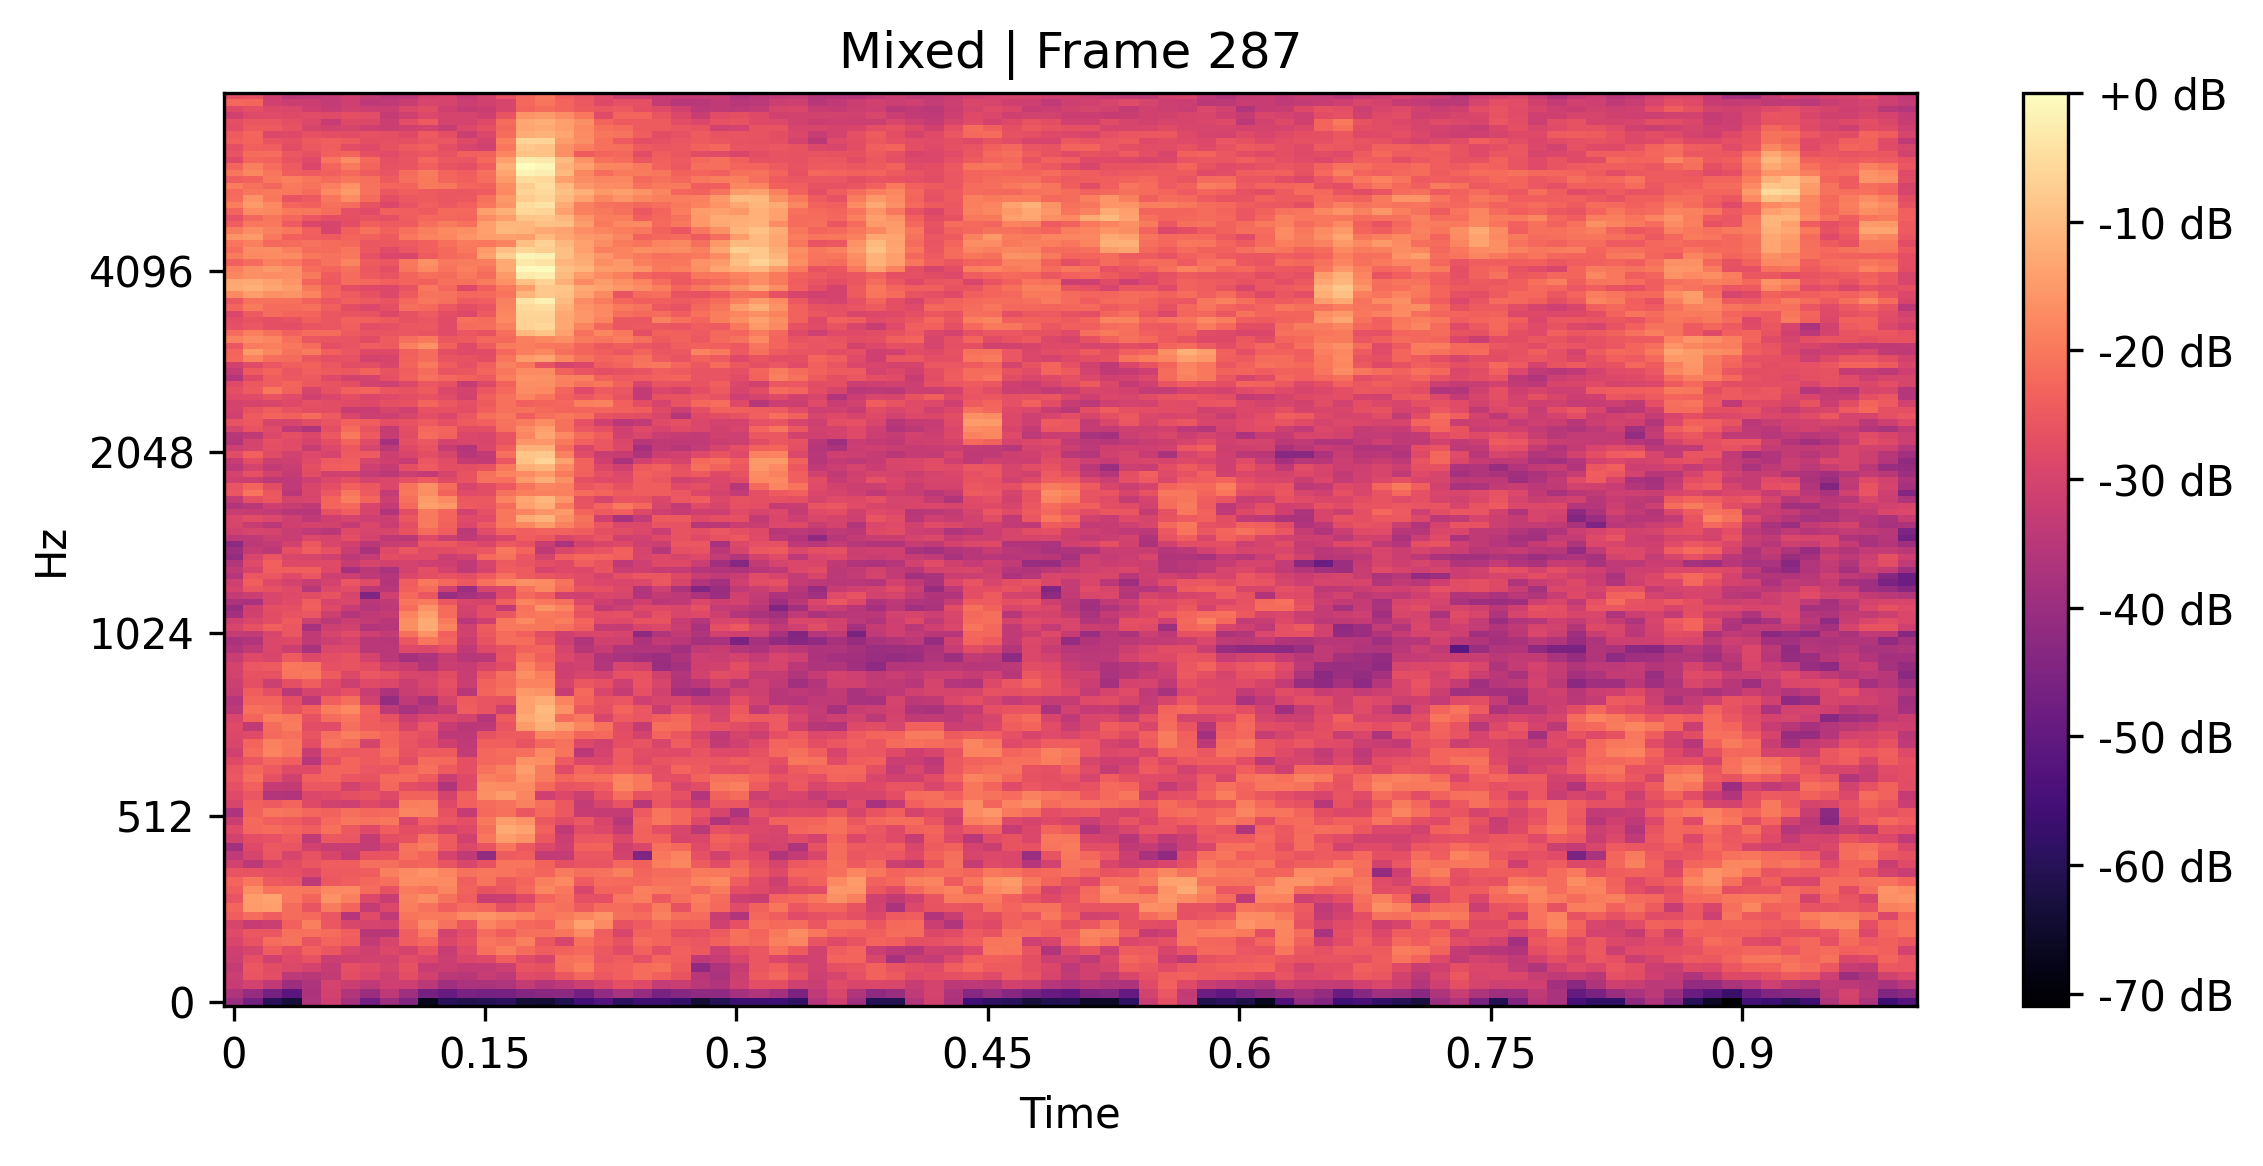 Mixed | Frame 287
Hz
4096
2048
1024
512
0
0 0.15 0.3 0.45 0.6 0.75 0.9
Time
+0 dB
-10 dB
-20 dB
-30 dB
-40 dB
-50 dB
-60 dB
-70 dB